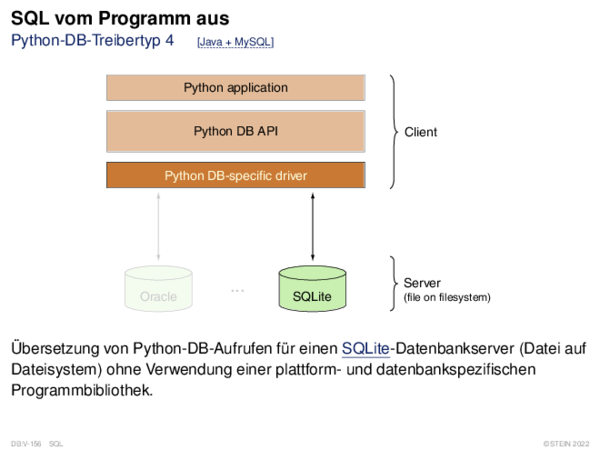 SQL vom Programm aus
Python-DB-Treibertyp 4 [Java + MySQL]
Python application
Python DB API
Client
Python DB-specific driver
Oracle
...
SQLite
Server
(file on filesystem)
Übersetzung von Python-DB-Aufrufen für einen SQLite-Datenbankserver (Datei auf
Dateisystem) ohne Verwendung einer plattform- und datenbankspezifischen
Programmbibliothek.
DB:V-156 SQL
©STEIN 2022